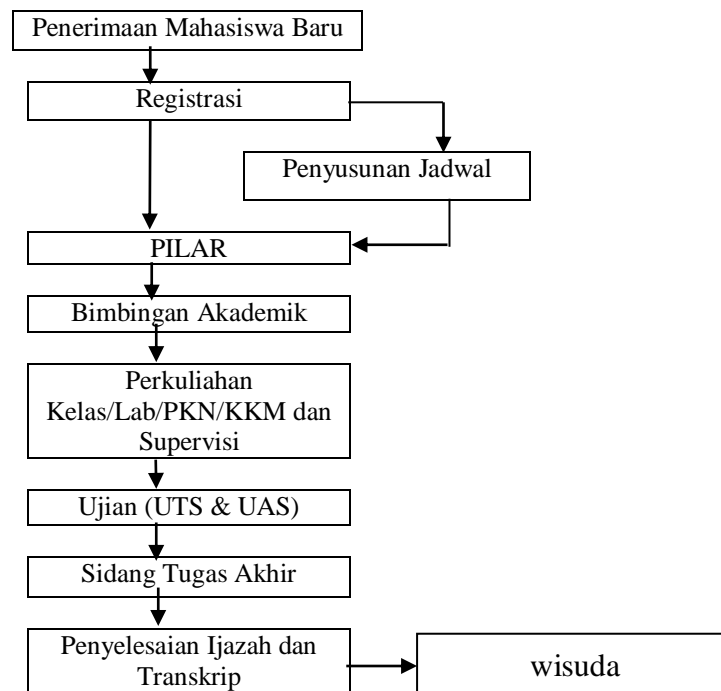 Penerimaan Mahasiswa Baru
Registrasi
Penyusunan Jadwal
PILAR
Bimbingan Akademik
Perkuliahan
Kelas/Lab/PKN/KKM dan
Supervisi
Ujian (UTS & UAS)
Sidang Tugas Akhir
Penyelesaian Ijazah dan
Transkrip
wisuda